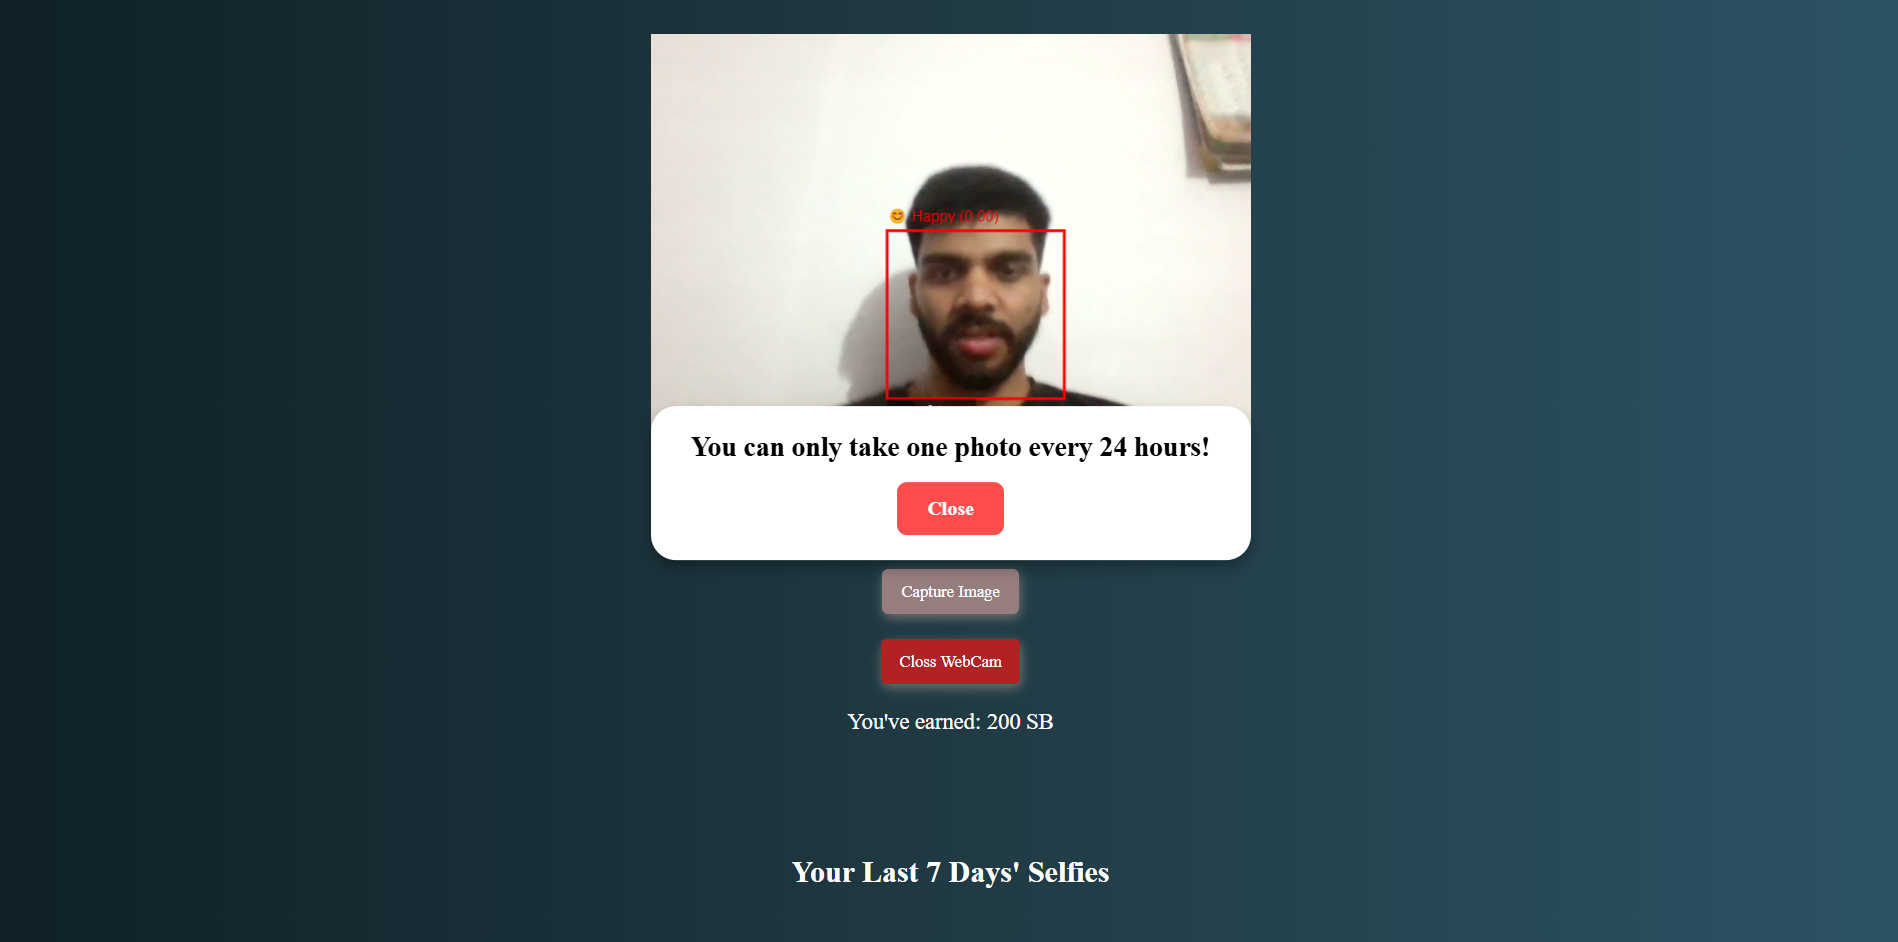 😊 Happy (0.00)
You can only take one photo every 24 hours!
Close
Capture Image
Closs WebCam
You've earned: 200 SB
Your Last 7 Days' Selfies